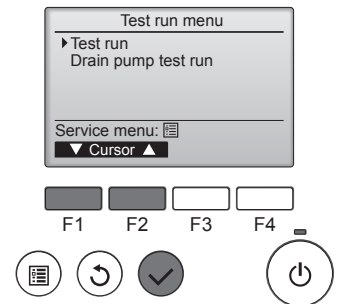 Test run menu
Test run
Drain pump test run
Service menu:
▼ Cursor ▲
F1 F2 F3 F4